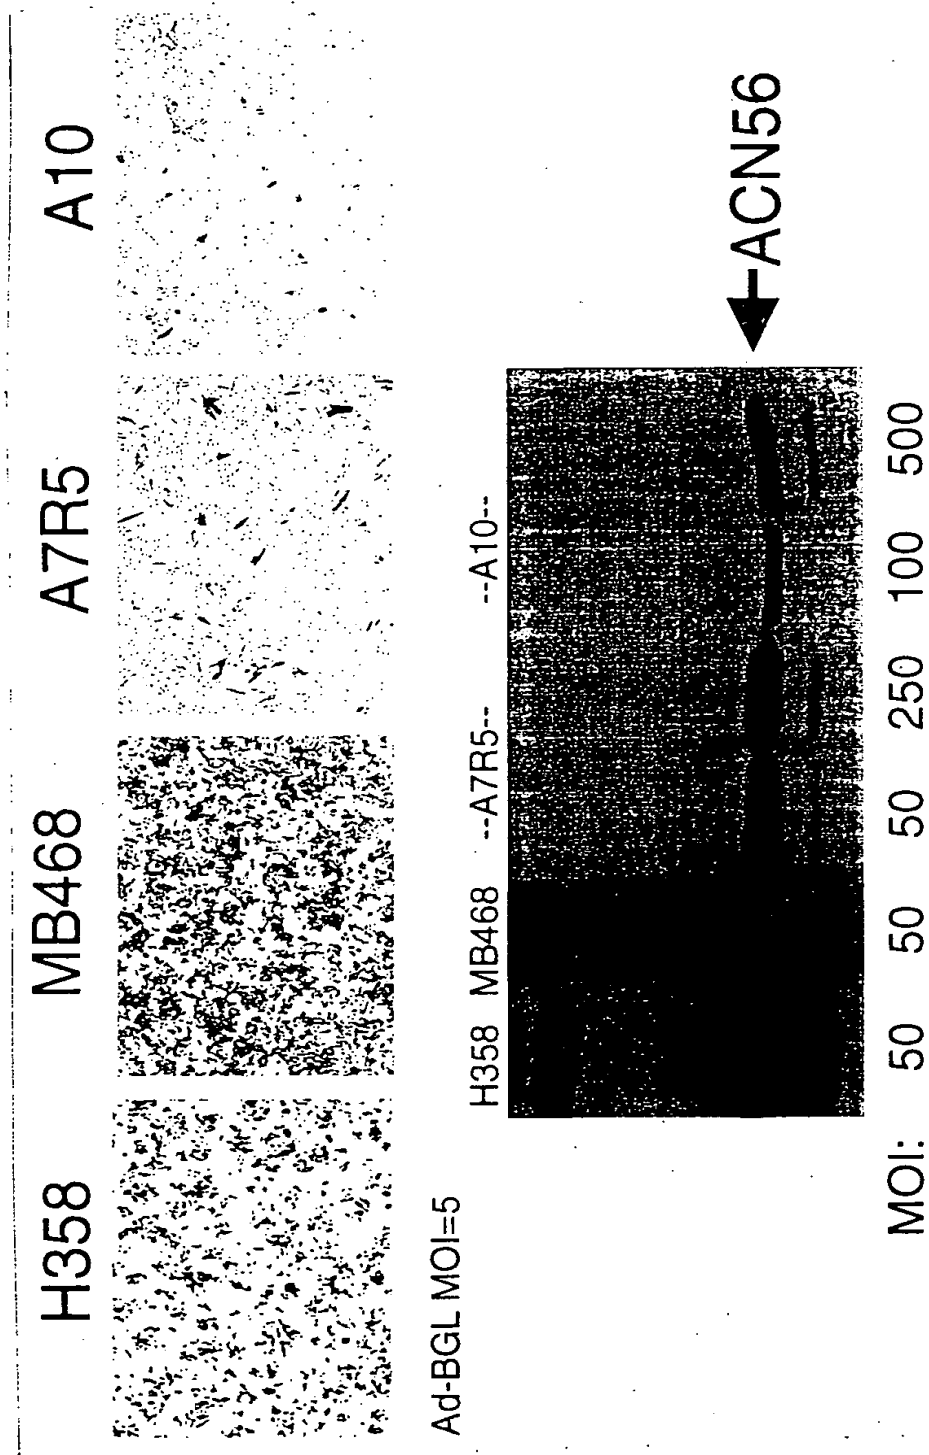 H358 MB468 A7R5 A10
Ad-BGL MOI=5
H358 MB468 --A7R5-- --A10--
ACN56
MOI: 50 50 50 250 100 500